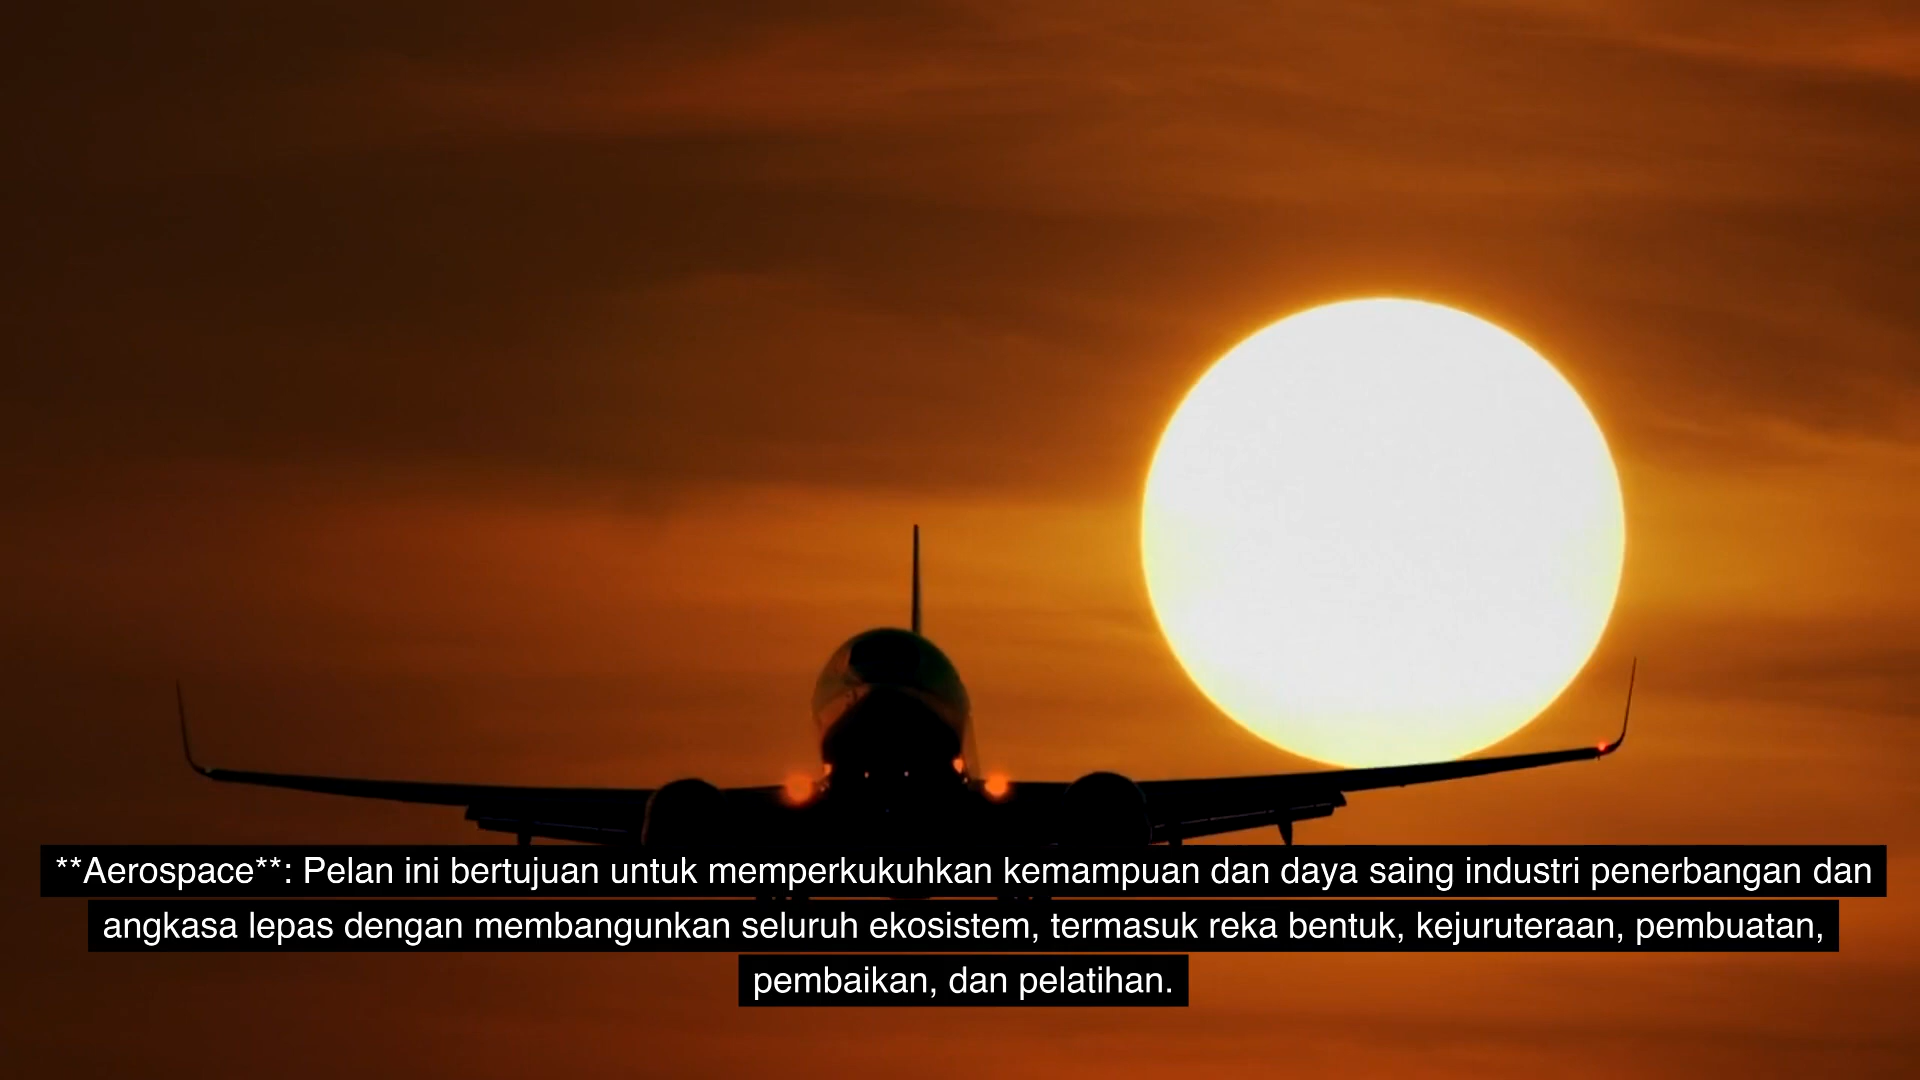 **Aerospace**: Pelan ini bertujuan untuk memperkukuhkan kemampuan dan daya saing industri penerbangan dan
angkasa lepas dengan membangunkan seluruh ekosistem, termasuk reka bentuk, kejuruteraan, pembuatan,
pembaikan, dan pelatihan.